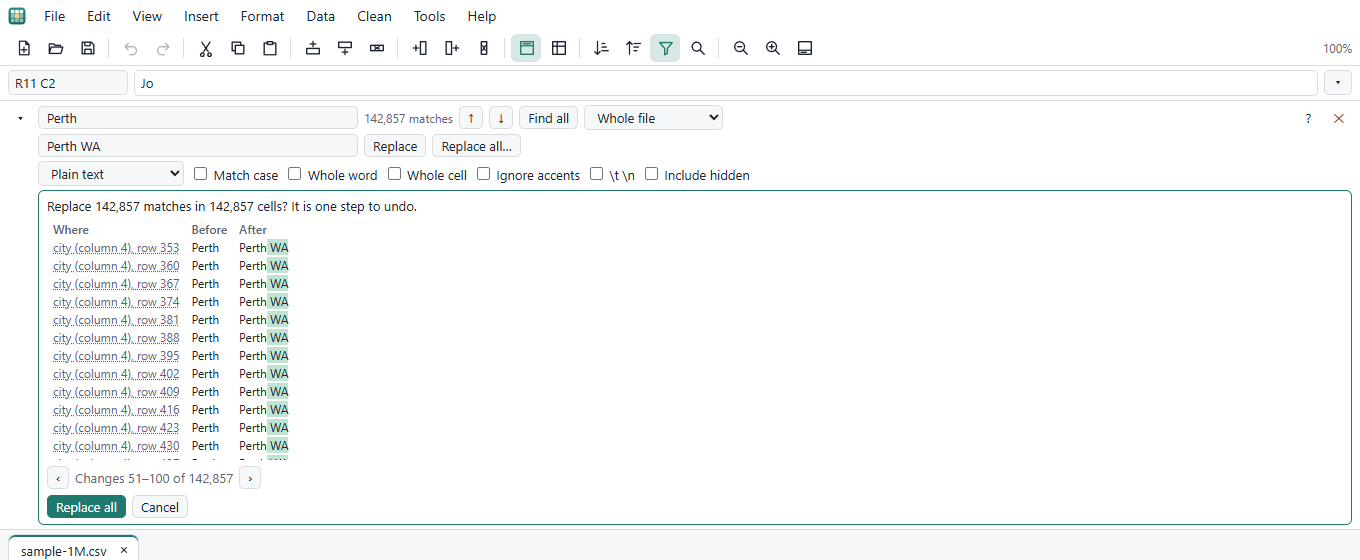 File Edit View Insert Format Data Clean Tools Help
100%
R11 C2 Jo
Perth 142,857 matches ↑ ↓ Find all Whole file ?
Perth WA Replace Replace all...
Plain text Match case Whole word Whole cell Ignore accents \t \n Include hidden
Replace 142,857 matches in 142,857 cells? It is one step to undo.
Where Before After
city (column 4), row 353 Perth Perth WA
city (column 4), row 360 Perth Perth WA
city (column 4), row 367 Perth Perth WA
city (column 4), row 374 Perth Perth WA
city (column 4), row 381 Perth Perth WA
city (column 4), row 388 Perth Perth WA
city (column 4), row 395 Perth Perth WA
city (column 4), row 402 Perth Perth WA
city (column 4), row 409 Perth Perth WA
city (column 4), row 416 Perth Perth WA
city (column 4), row 423 Perth Perth WA
city (column 4), row 430 Perth Perth WA
‹ Changes 51–100 of 142,857 ›
Replace all Cancel
sample-1M.csv ×